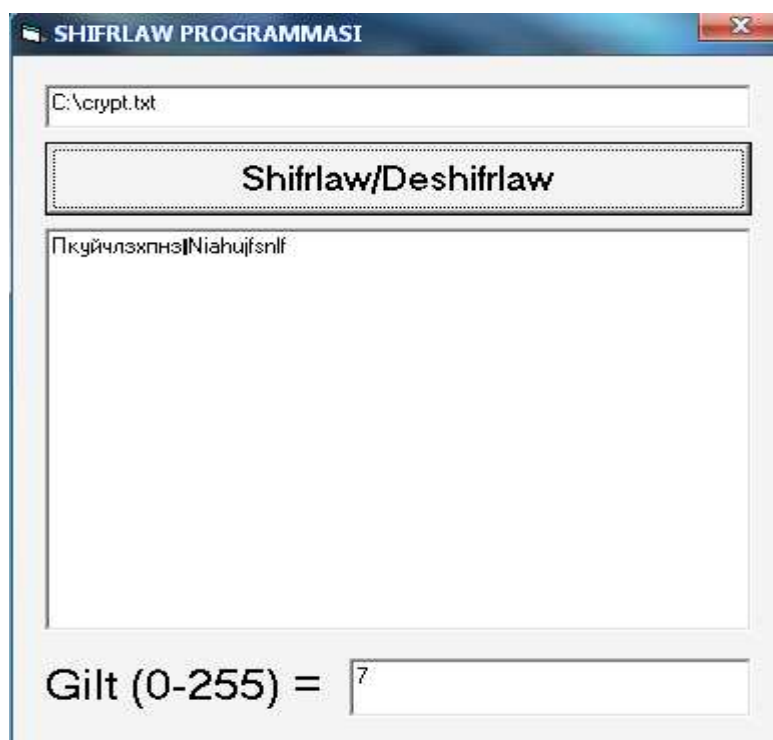 SHIFRLAW PROGRAMMASI
C:\crypt.txt
Shifrlaw/Deshifrlaw
Пкуйчлзхпнз||Niahujfsnlf
Gilt (0-255) = 7